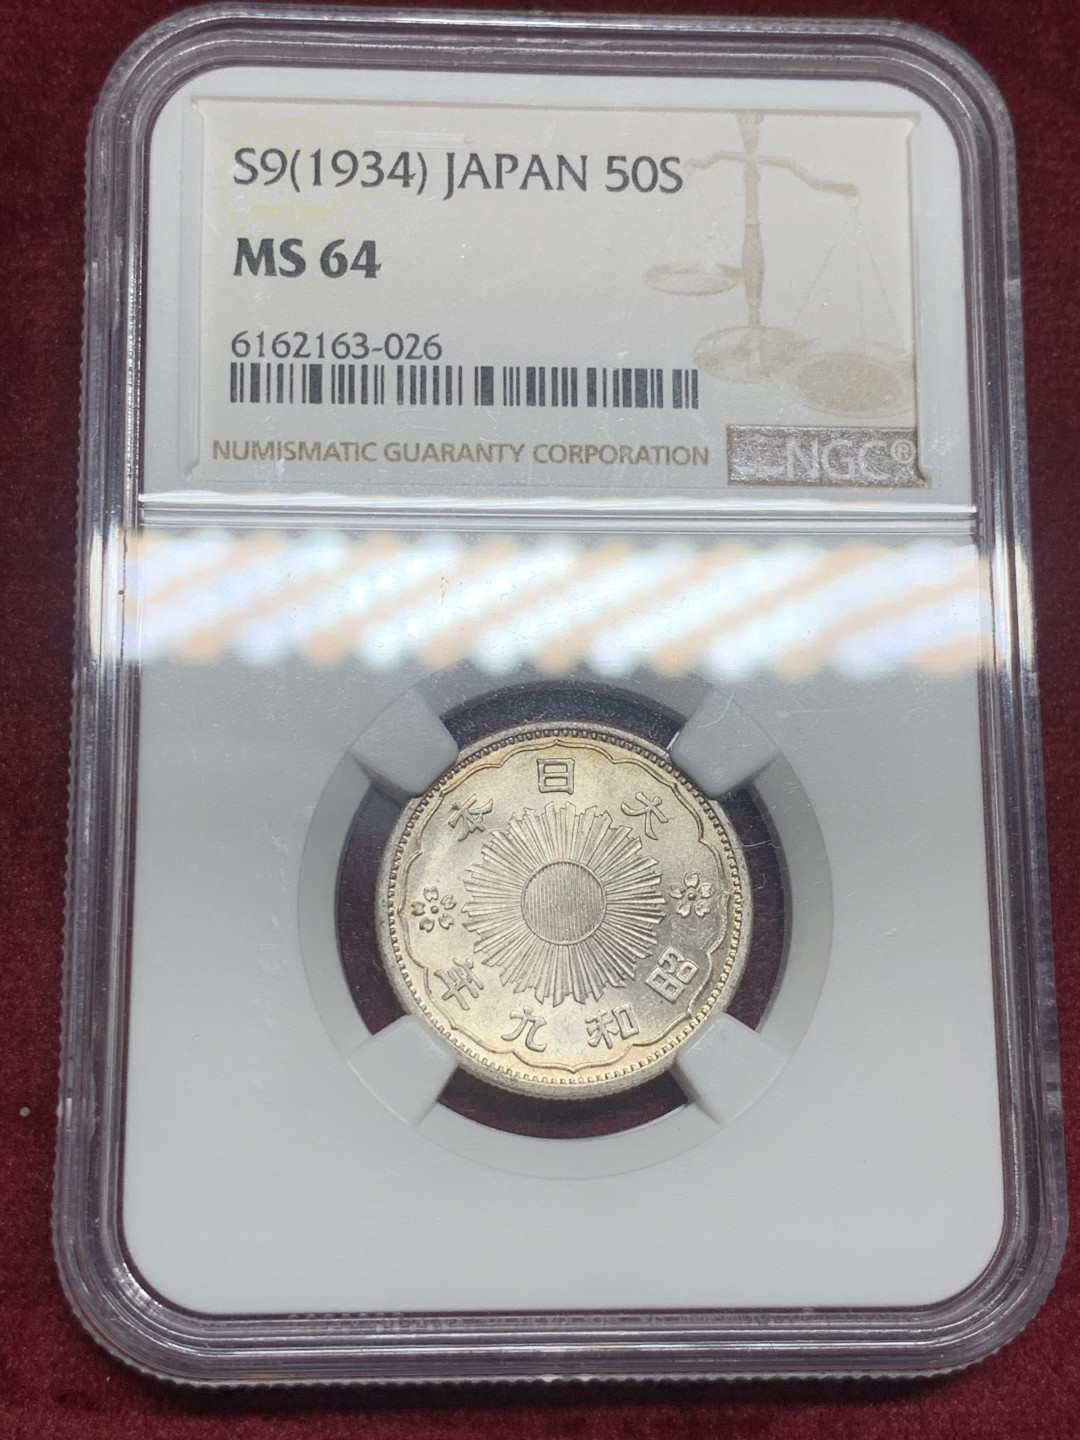 S9(1934) JAPAN 50S
MS 64
6162163-026
NUMISMATIC GUARANTY CORPORATION
NGC®
大日本
昭和九年